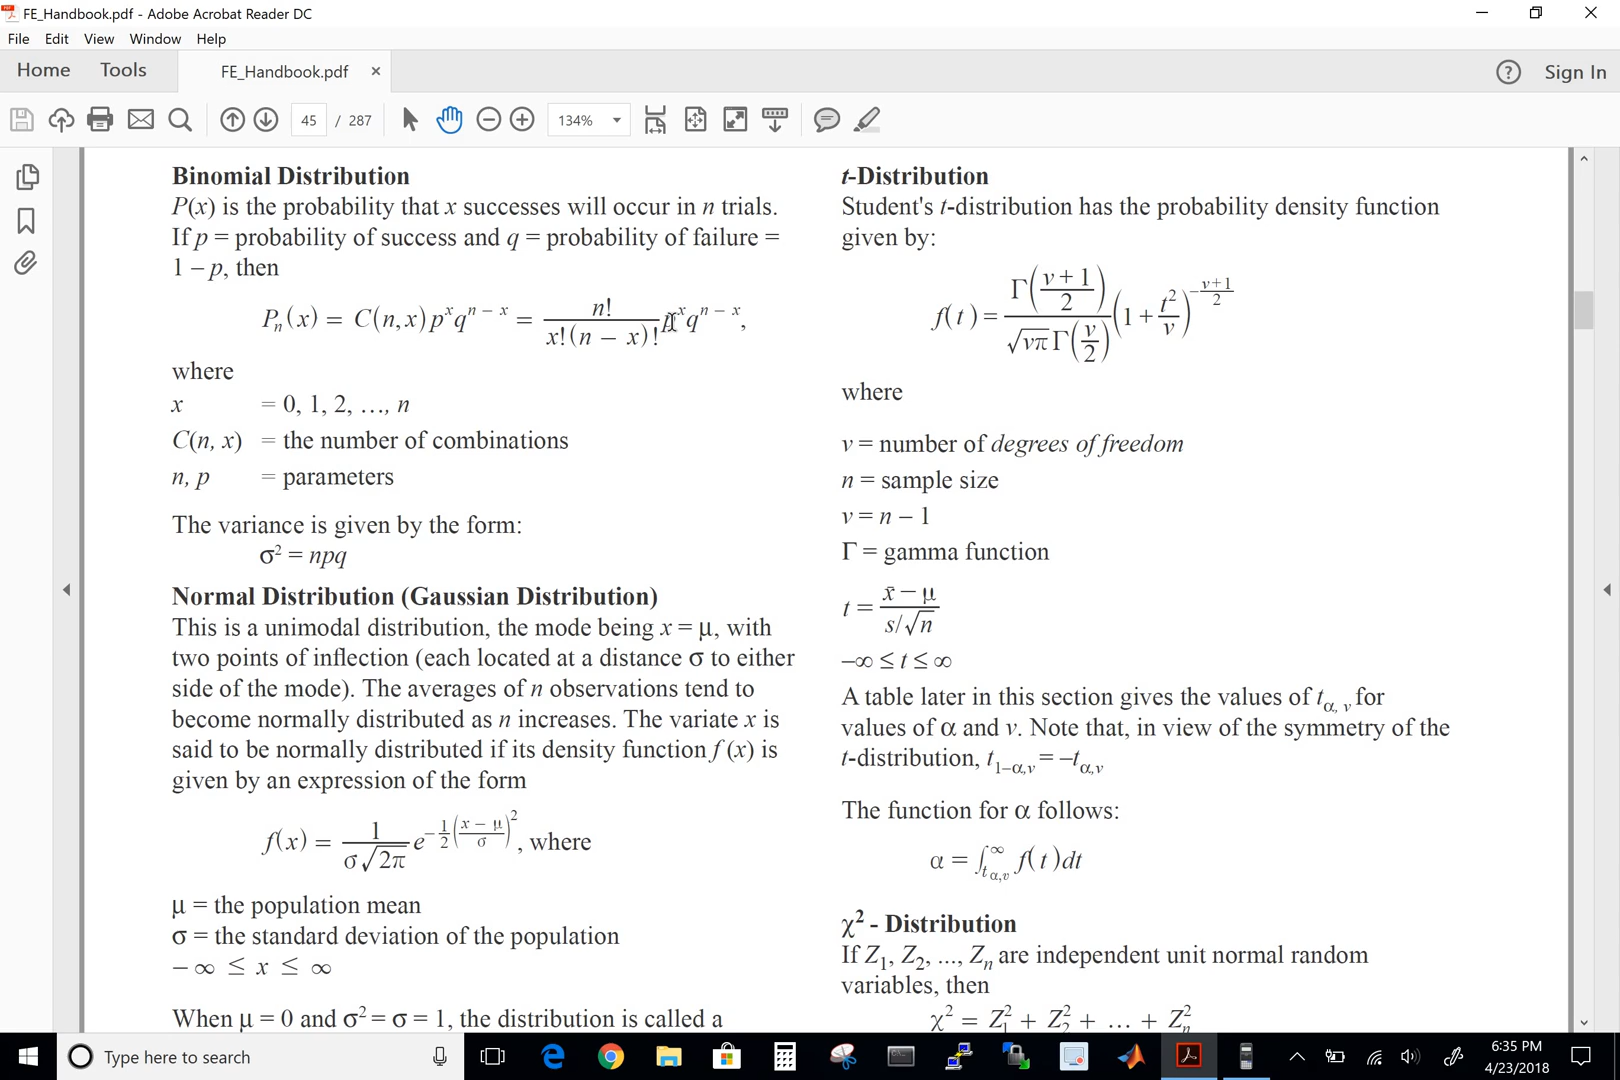 FE_Handbook.pdf - Adobe Acrobat Reader DC
File Edit View Window Help
Home Tools FE_Handbook.pdf × ? Sign In
45 / 287 134%
Binomial Distribution
P(x) is the probability that x successes will occur in n trials.
If p = probability of success and q = probability of failure =
1 – p, then
Pₙ(x) = C(n,x) pˣqⁿ⁻ˣ = n!/(x!(n − x)!) pˣqⁿ⁻ˣ,
where
x = 0, 1, 2, …, n
C(n, x) = the number of combinations
n, p = parameters
The variance is given by the form:
σ² = npq
Normal Distribution (Gaussian Distribution)
This is a unimodal distribution, the mode being x = μ, with
two points of inflection (each located at a distance σ to either
side of the mode). The averages of n observations tend to
become normally distributed as n increases. The variate x is
said to be normally distributed if its density function f (x) is
given by an expression of the form
f(x) = 1/(σ√2π) e^(−1/2((x − μ)/σ)²), where
μ = the population mean
σ = the standard deviation of the population
− ∞ ≤ x ≤ ∞
When μ = 0 and σ² = σ = 1, the distribution is called a
t-Distribution
Student's t-distribution has the probability density function
given by:
f(t) = Γ((v + 1)/2)/(√vπ Γ(v/2)) (1 + t²/v)^(−(v+1)/2)
where
v = number of degrees of freedom
n = sample size
v = n – 1
Γ = gamma function
t = (x̄ − μ)/(s/√n)
–∞ ≤ t ≤ ∞
A table later in this section gives the values of t_α, v for
values of α and v. Note that, in view of the symmetry of the
t-distribution, t_1–α,v = –t_α,v
The function for α follows:
α = ∫_(t_α,v)^∞ f(t)dt
χ² - Distribution
If Z₁, Z₂, ..., Zₙ are independent unit normal random
variables, then
χ² = Z₁² + Z₂² + … + Zₙ²
Type here to search
6:35 PM
4/23/2018